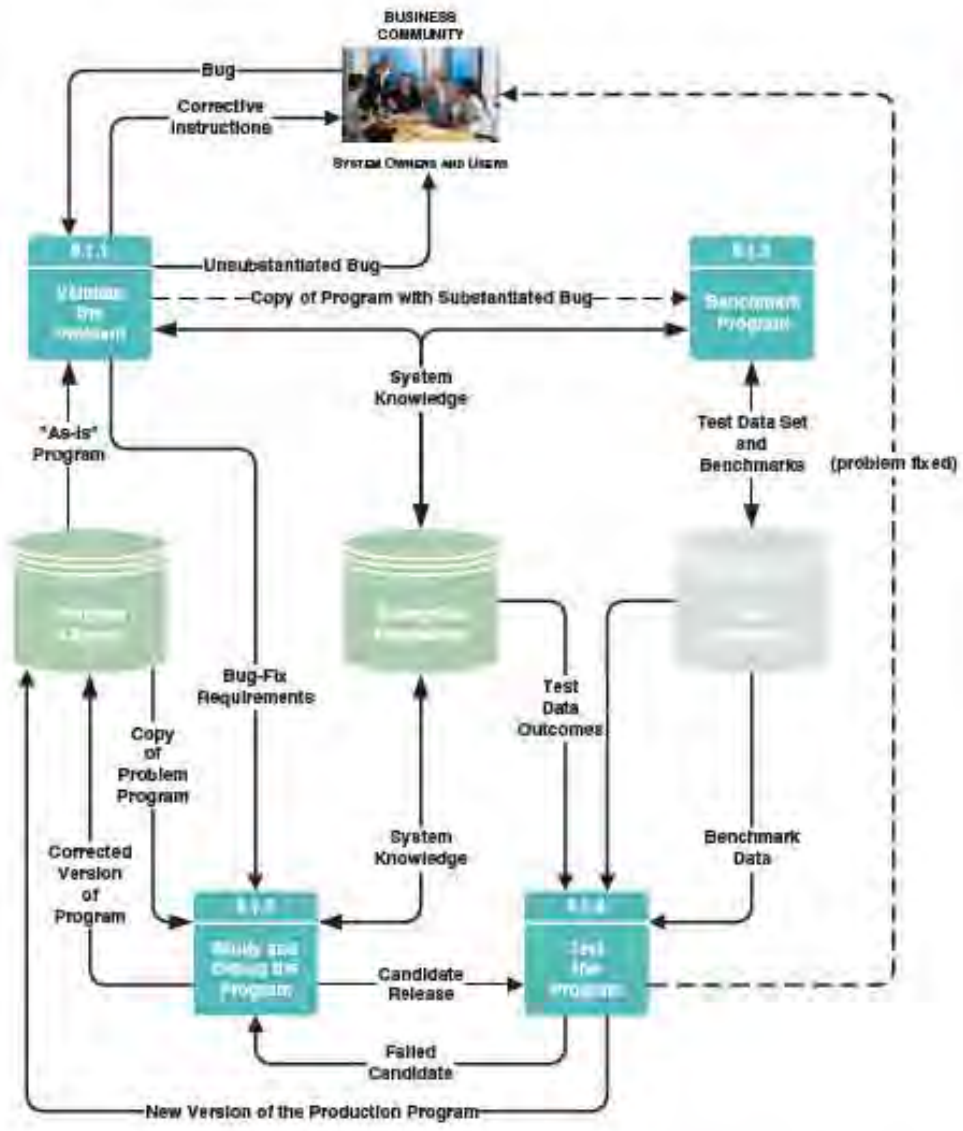 BUSINESS
COMMUNITY
Bug
Corrective
Instructions
SYSTEM OWNERS AND USERS
Unsubstantiated Bug
Copy of Program with Substantiated Bug
the
Benchmark
Program
System
Knowledge
"As-is"
Program
Test Data Set
and
Benchmarks
(problem fixed)
Bug-Fix
Requirements
Test
Data
Outcomes
Copy
of
Problem
Program
System
Knowledge
Benchmark
Data
Corrected
Version
of
Program
Study and
Debug the
Program
Candidate
Release
Test
the
Program
Failed
Candidate
New Version of the Production Program